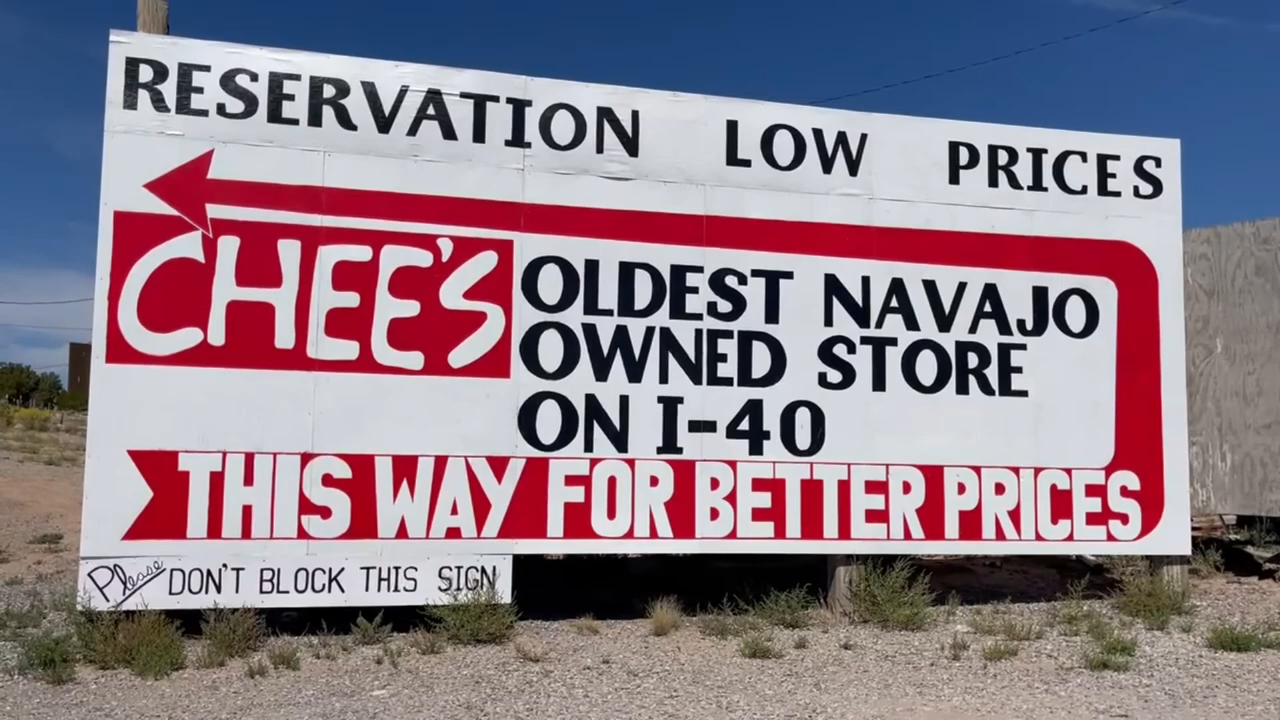 RESERVATION LOW PRICES
CHEE'S
OLDEST NAVAJO
OWNED STORE
ON I-40
THIS WAY FOR BETTER PRICES
Please DON'T BLOCK THIS SIGN